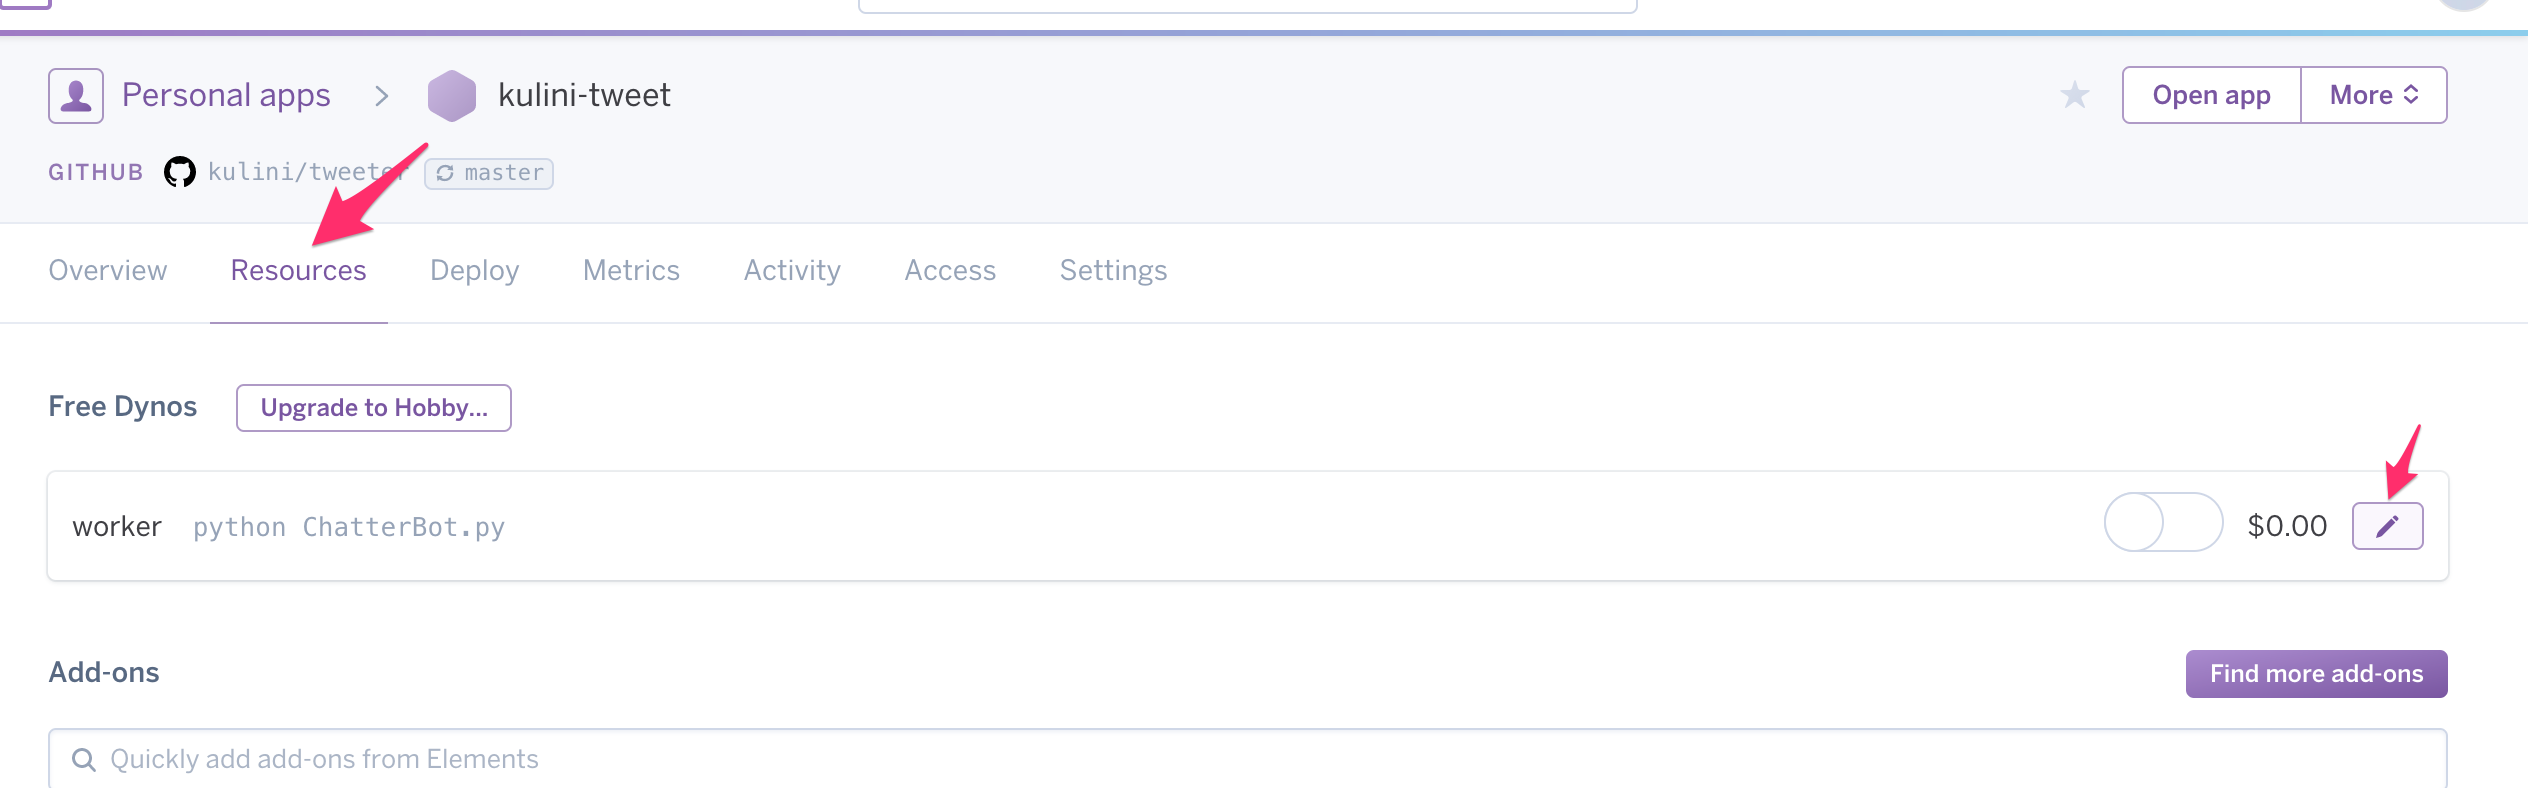 Personal apps > kulini-tweet
Open app More
GITHUB kulini/tweeter master
Overview Resources Deploy Metrics Activity Access Settings
Free Dynos Upgrade to Hobby...
worker python ChatterBot.py $0.00
Add-ons Find more add-ons
Quickly add add-ons from Elements